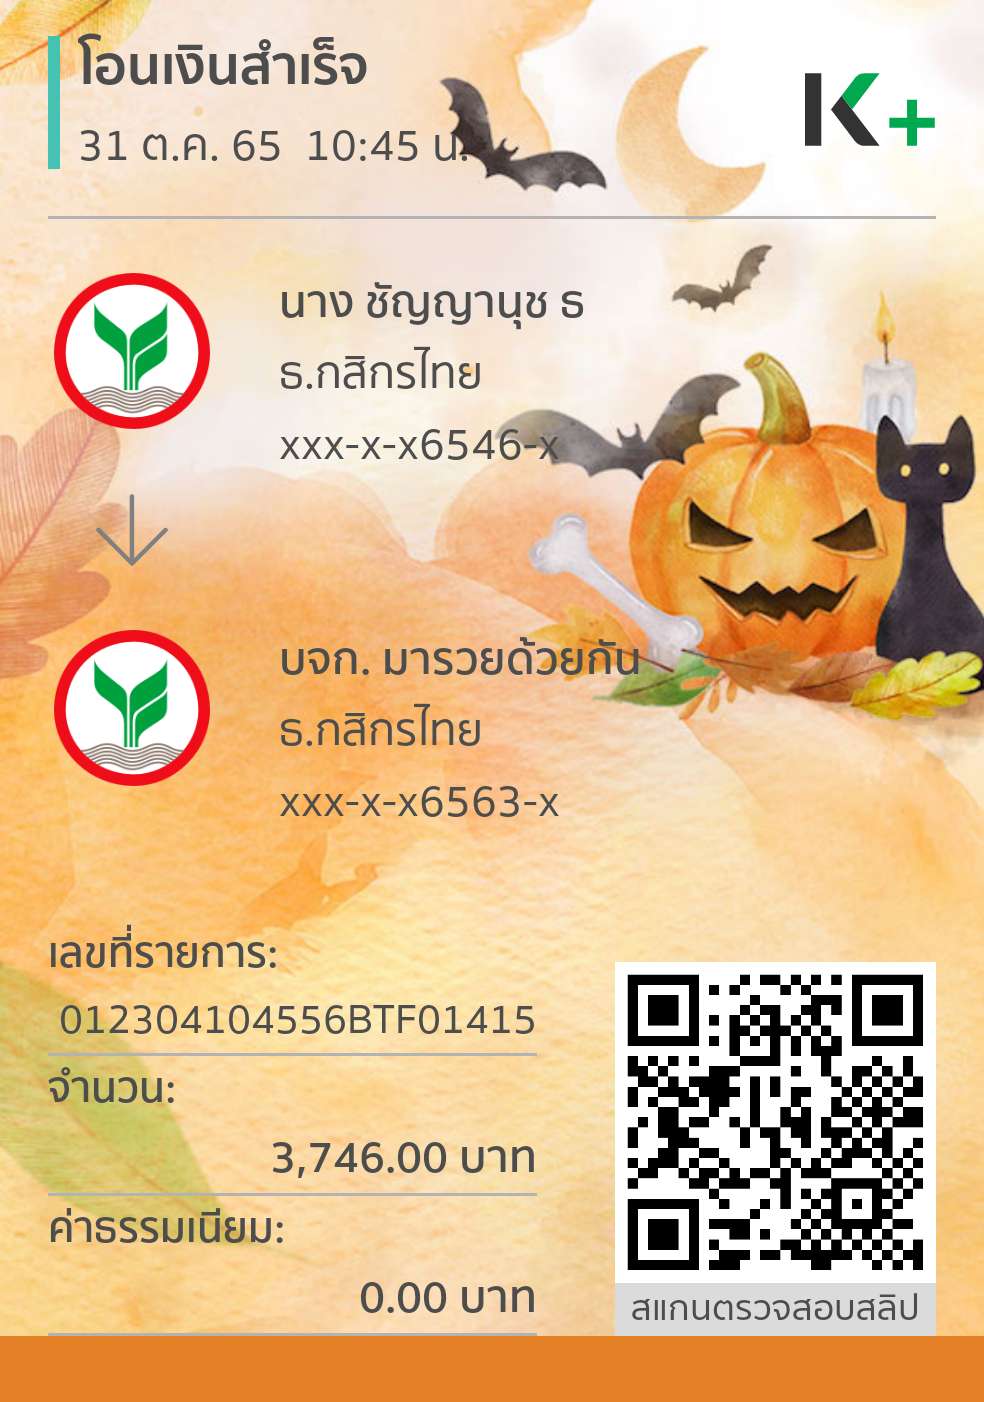 โอนเงินสำเร็จ
31 ต.ค. 65  10:45 น.
K+
นาง ชัญญานุช ธ
ธ.กสิกรไทย
xxx-x-x6546-x
บจก. มารวยด้วยกัน
ธ.กสิกรไทย
xxx-x-x6563-x
เลขที่รายการ:
012304104556BTF01415
จำนวน:
3,746.00 บาท
ค่าธรรมเนียม:
0.00 บาท
สแกนตรวจสอบสลิป